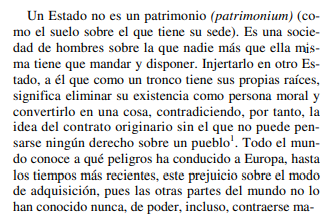 Un Estado no es un patrimonio (patrimonium) (co-
mo el suelo sobre el que tiene su sede). Es una socie-
dad de hombres sobre la que nadie más que ella mis-
ma tiene que mandar y disponer. Injertarlo en otro Es-
tado, a él que como un tronco tiene sus propias raíces,
significa eliminar su existencia como persona moral y
convertirlo en una cosa, contradiciendo, por tanto, la
idea del contrato originario sin el que no puede pen-
sarse ningún derecho sobre un pueblo¹. Todo el mun-
do conoce a qué peligros ha conducido a Europa, hasta
los tiempos más recientes, este prejuicio sobre el modo
de adquisición, pues las otras partes del mundo no lo
han conocido nunca, de poder, incluso, contraerse ma-